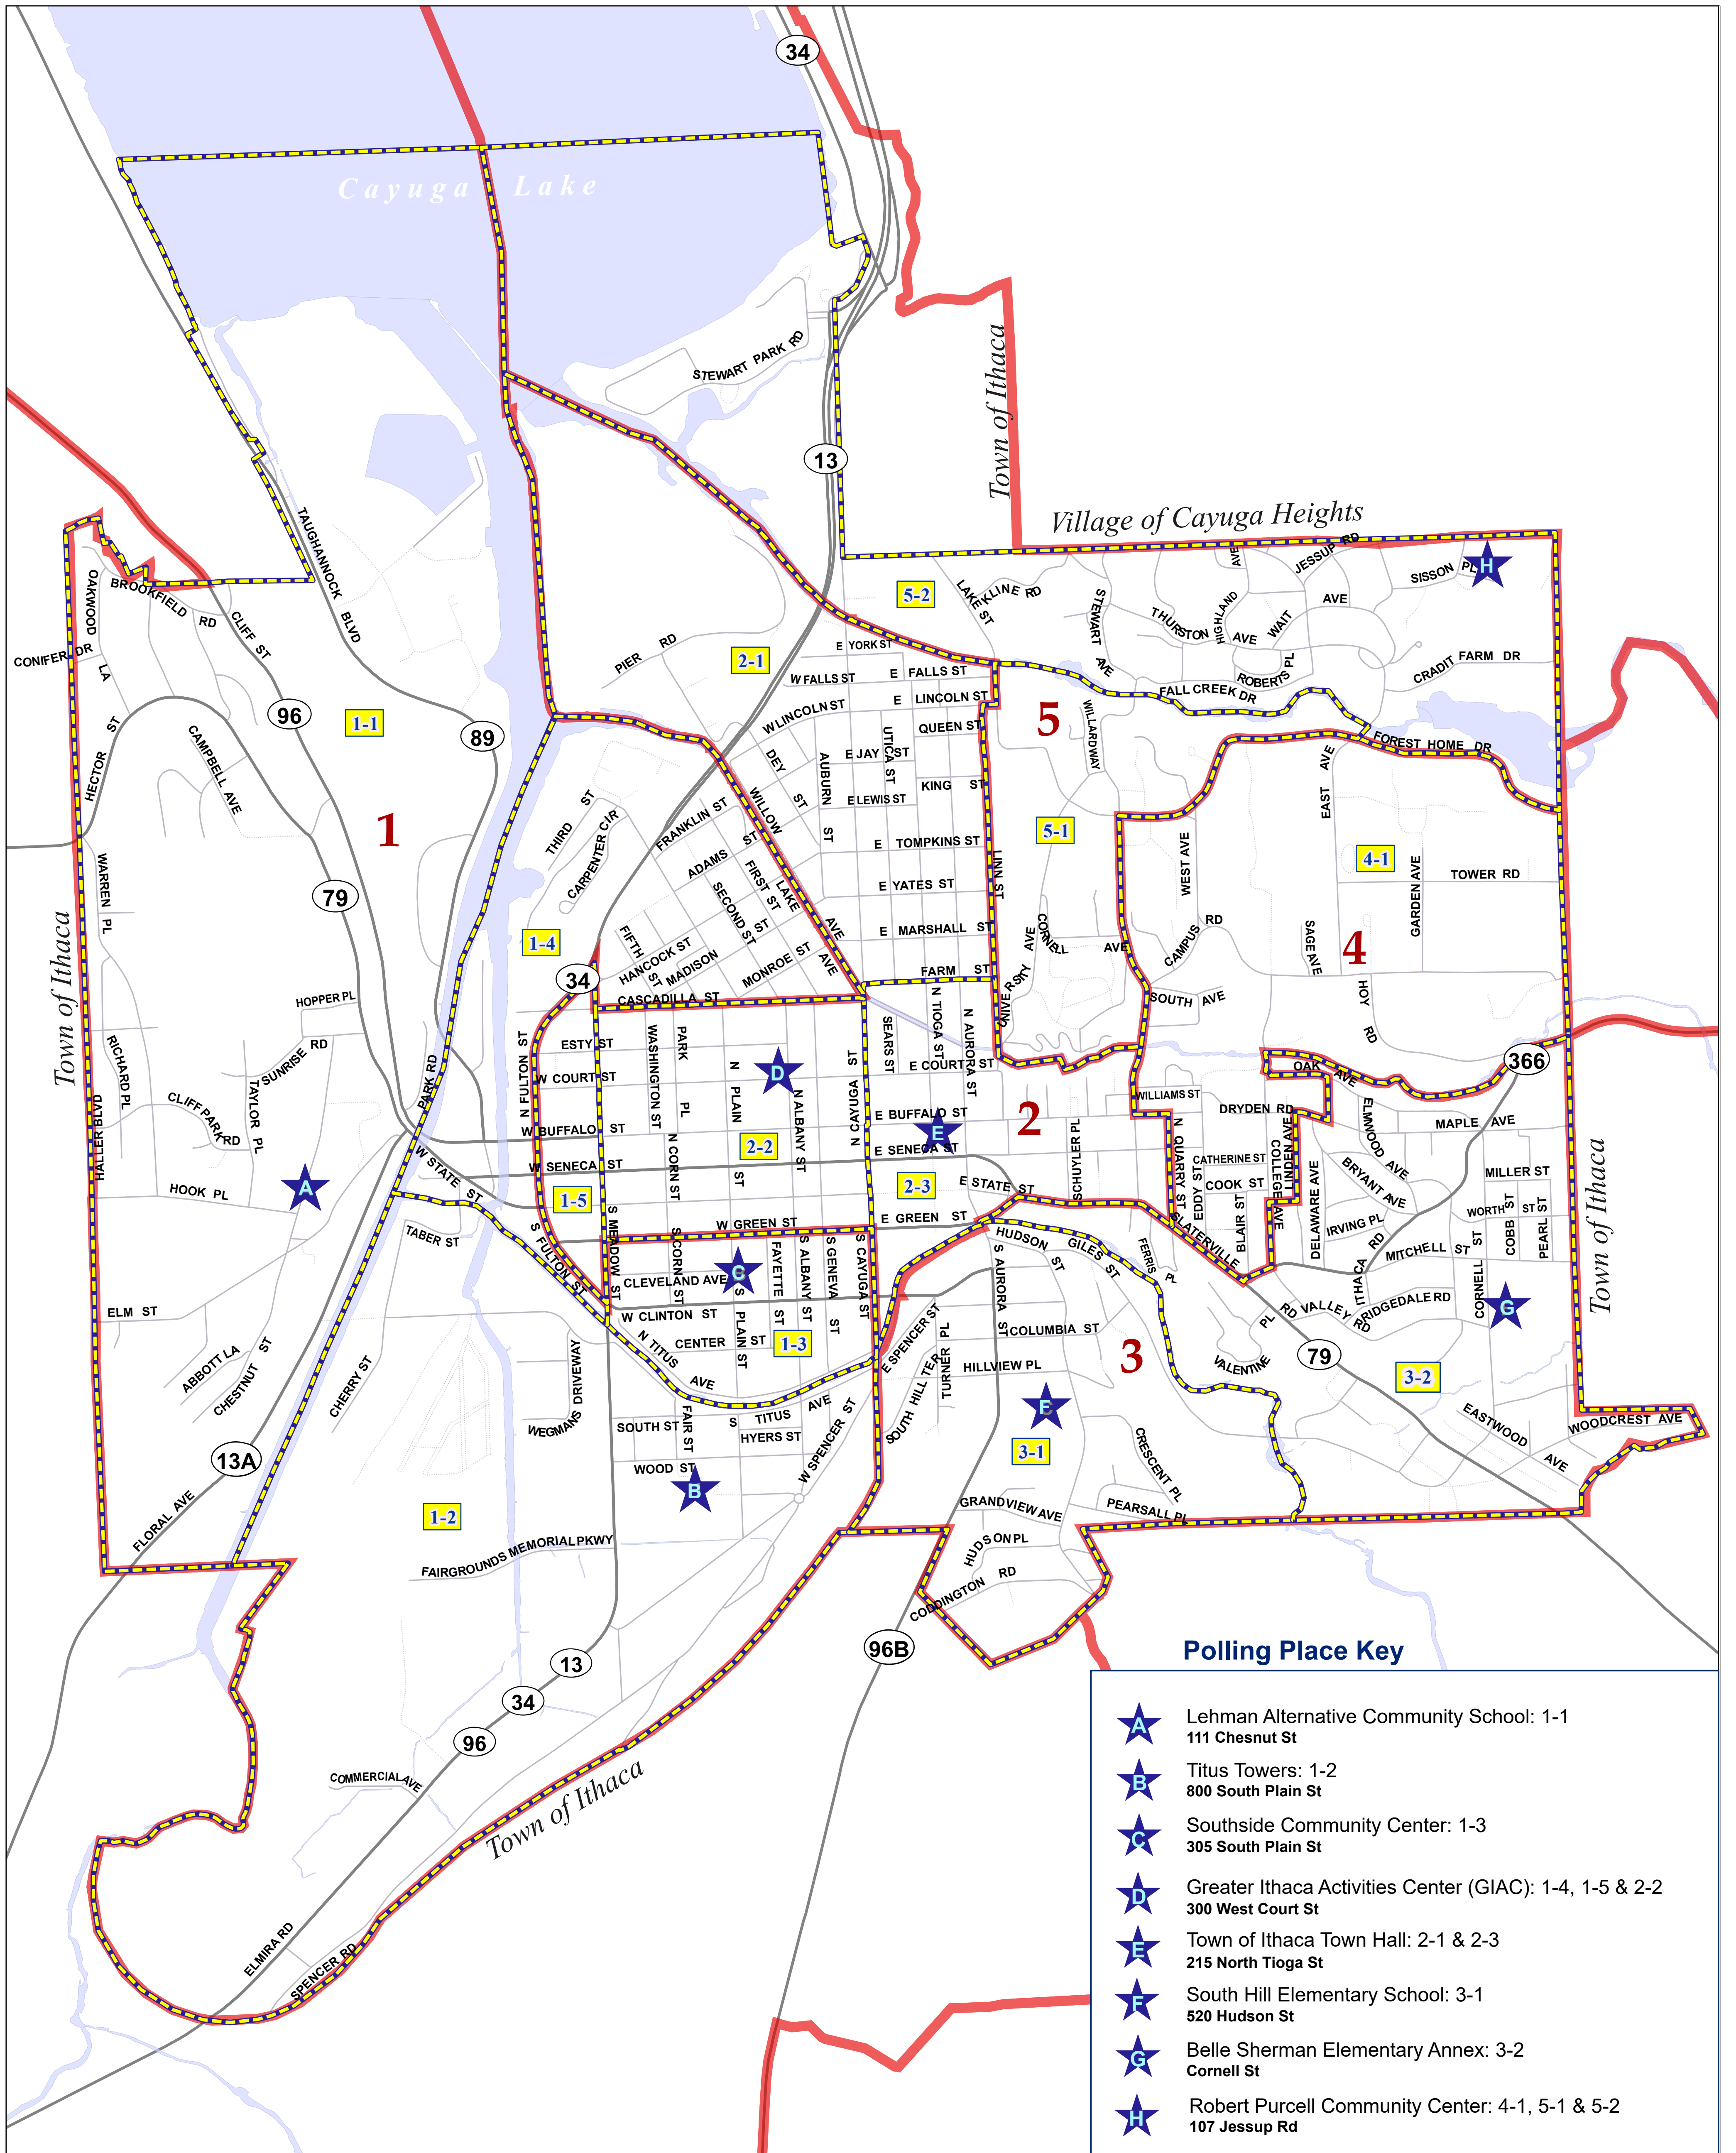 34
Cayuga Lake
STEWART PARK RD
Town of Ithaca
13
Village of Cayuga Heights
TAUGHANNOCK BLVD
JESSUP RD
AVE
SISSON PL
H
OAKWOOD LA
BROOKFIELD RD
CLIFF ST
5-2
LAKE ST
KLINE RD
STEWART AVE
THURSTON AVE
HIGHLAND
WAIT AVE
E YORK ST
CONIFER DR
PIER RD
2-1
W FALLS ST
E FALLS ST
ROBERTS PL
CRADIT FARM DR
FALL CREEK DR
96
1-1
89
HECTOR ST
CAMPBELL AVE
W LINCOLN ST
E LINCOLN ST
QUEEN ST
5
WILLARDWAY
FOREST HOME DR
DEY ST
UTICA ST
E JAY ST
AUBURN ST
KING ST
EAST AVE
1
THIRD ST
CARPENTER CIR
FRANKLIN ST
WILLOW AVE
E LEWIS ST
5-1
WARREN PL
79
ADAMS ST
E TOMPKINS ST
LINN ST
WEST AVE
4-1
FIRST ST
SECOND ST
LAKE AVE
E YATES ST
TOWER RD
GARDEN AVE
Town of Ithaca
1-4
FIFTH ST
HANCOCK ST
MADISON ST
MONROE ST
E MARSHALL ST
CORNELL AVE
UNIVERSITY AVE
CAMPUS RD
SAGE AVE
4
34
CASCADILLA ST
FARM ST
SOUTH AVE
HOY RD
HOPPER PL
SUNRISE RD
RICHARD PL
TAYLOR PL
CLIFF PARK RD
PARK RD
N FULTON ST
ESTY ST
WASHINGTON ST
PARK PL
N PLAIN ST
D
N ALBANY ST
N CAYUGA ST
SEARS ST
N TIOGA ST
N AURORA ST
W COURT ST
E COURT ST
366
OAK AVE
WILLIAMS ST
DRYDEN RD
ELMWOOD AVE
MAPLE AVE
HALLER BLVD
W BUFFALO ST
N CORN ST
2-2
E BUFFALO ST
E
2
SCHUYLER PL
N QUARRY ST
EDDY ST
CATHERINE ST
COLLEGE AVE
LINDEN AVE
BRYANT AVE
Town of Ithaca
A
HOOK PL
W STATE ST
W SENECA ST
E SENECA ST
E STATE ST
2-3
COOK ST
BLAIR ST
DELAWARE AVE
MILLER ST
1-5
W GREEN ST
E GREEN ST
SLATERVILLE RD
IRVING PL
WORTH ST
COBB ST
PEARL ST
TABER ST
S FULTON ST
S MEADOW ST
S CORN ST
CLEVELAND AVE
C
S PLAIN ST
FAYETTE ST
S ALBANY ST
S GENEVA ST
S CAYUGA ST
HUDSON ST
GILES ST
FERRIS PL
ITHACA RD
MITCHELL ST
CORNELL ST
G
ELM ST
W CLINTON ST
S AURORA ST
VALLEY RD
BRIDGEDALE RD
ABBOTT LA
CHESTNUT ST
CHERRY ST
WEGMANS DRIVEWAY
N TITUS AVE
CENTER ST
1-3
E SPENCER ST
SOUTH HILL TER
TURNER PL
COLUMBIA ST
HILLVIEW PL
3
VALENTINE PL
79
3-2
13A
FLORAL AVE
SOUTH ST
FAIR ST
S TITUS AVE
HYERS ST
W SPENCER ST
F
EASTWOOD AVE
WOODCREST AVE
WOOD ST
B
3-1
CRESCENT PL
1-2
GRANDVIEW AVE
PEARSALL PL
FAIRGROUNDS MEMORIAL PKWY
HUDSON PL
CODDINGTON RD
13
96B
34
96
COMMERCIAL AVE
Town of Ithaca
ELMIRA RD
SPENCER RD
Polling Place Key
A
Lehman Alternative Community School: 1-1
111 Chesnut St
B
Titus Towers: 1-2
800 South Plain St
C
Southside Community Center: 1-3
305 South Plain St
D
Greater Ithaca Activities Center (GIAC): 1-4, 1-5 & 2-2
300 West Court St
E
Town of Ithaca Town Hall: 2-1 & 2-3
215 North Tioga St
F
South Hill Elementary School: 3-1
520 Hudson St
G
Belle Sherman Elementary Annex: 3-2
Cornell St
H
Robert Purcell Community Center: 4-1, 5-1 & 5-2
107 Jessup Rd